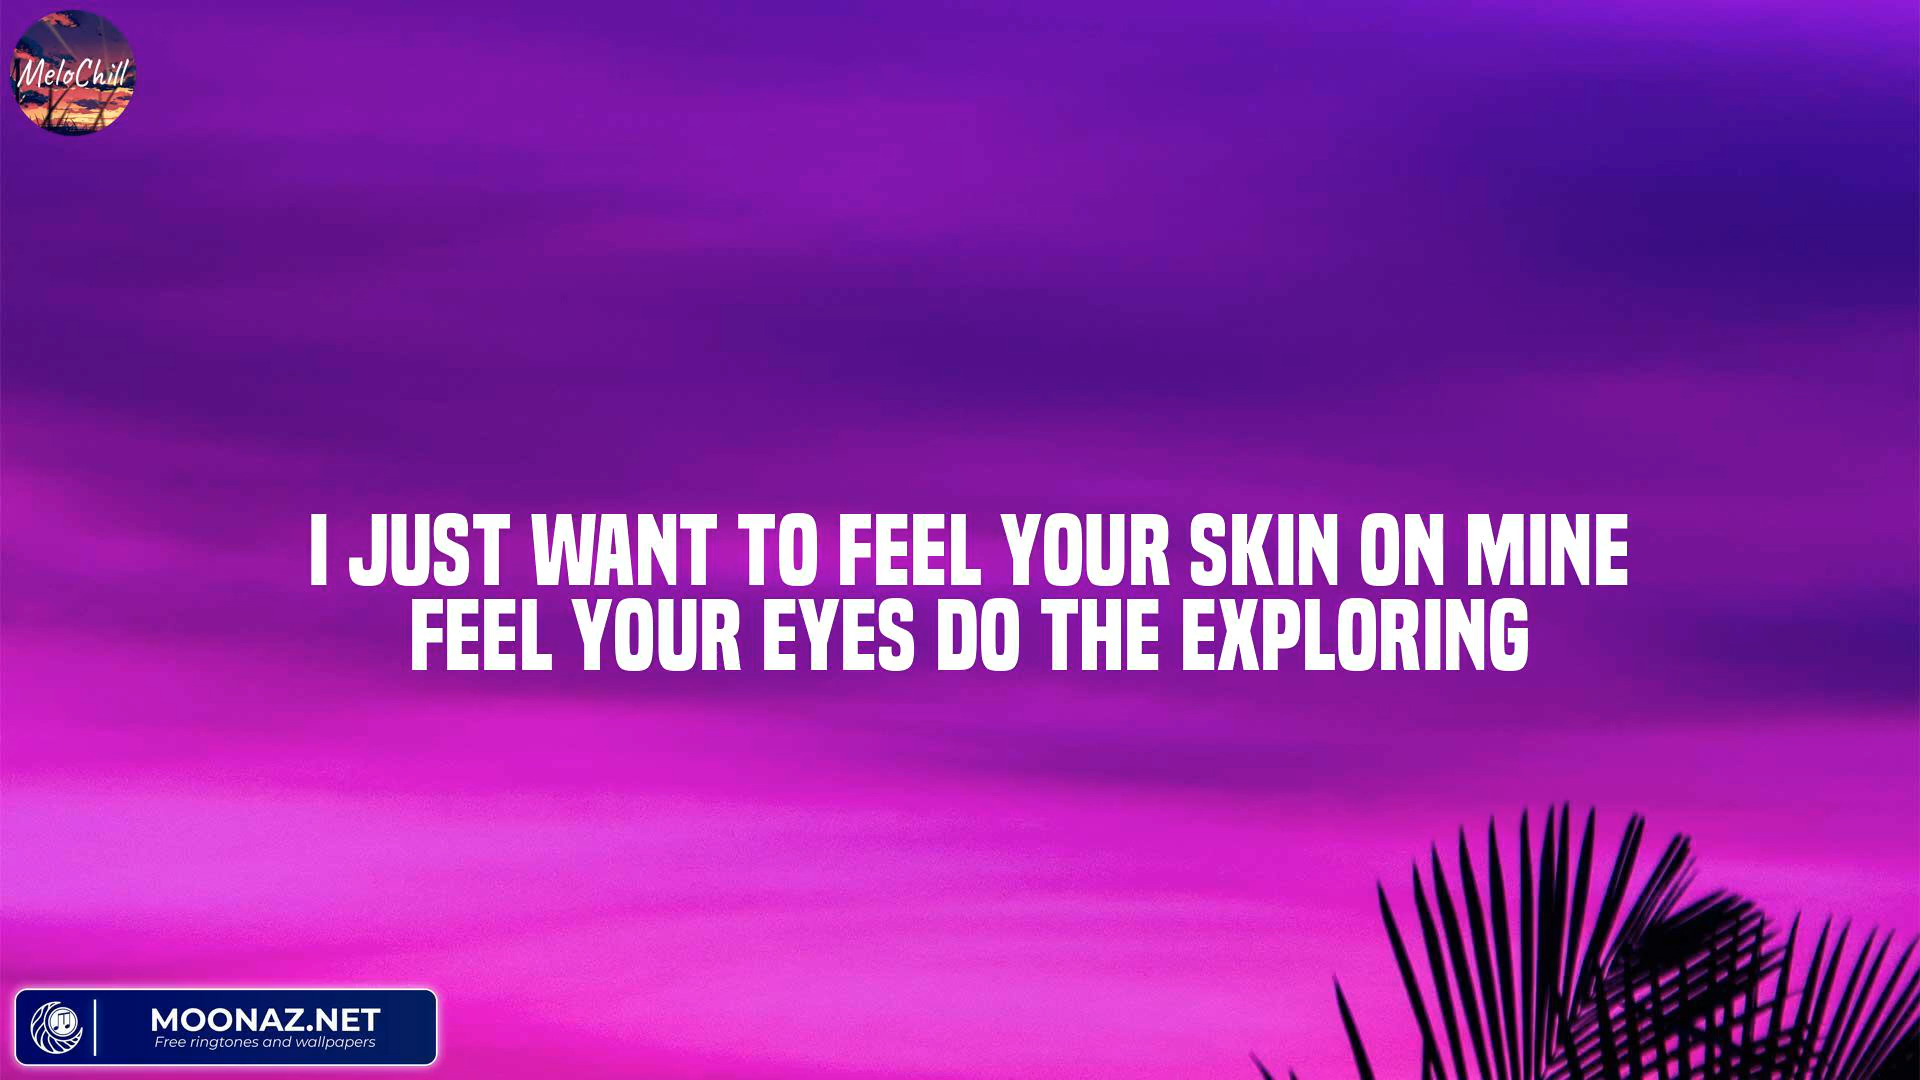 MeloChill
I JUST WANT TO FEEL YOUR SKIN ON MINE
FEEL YOUR EYES DO THE EXPLORING
MOONAZ.NET
Free ringtones and wallpapers